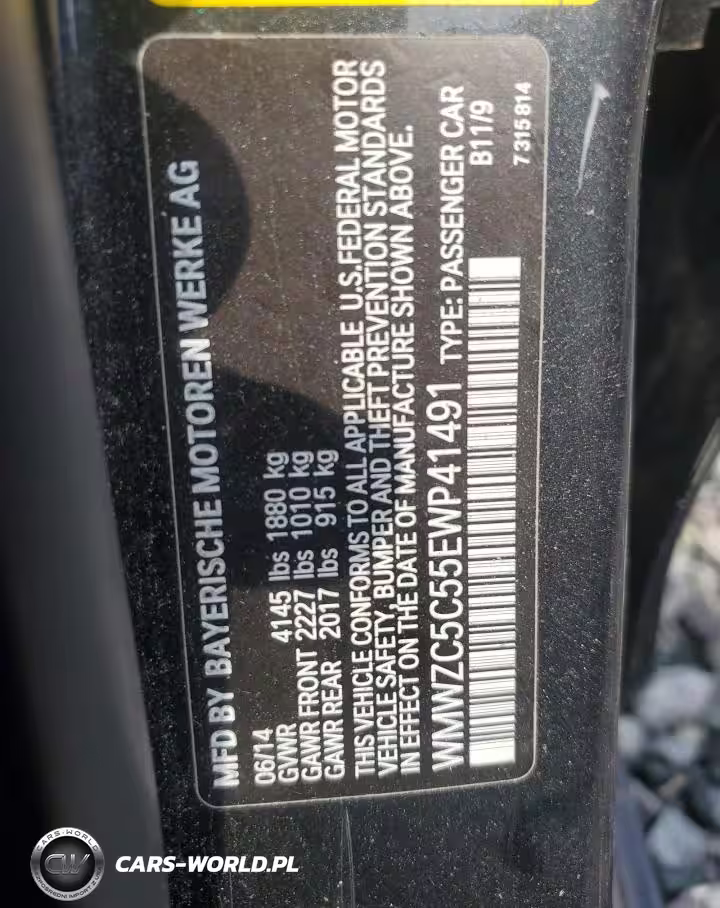 MFD BY BAYERISCHE MOTOREN WERKE AG
06/14
GVWR 4145 lbs 1880 kg
GAWR FRONT 2227 lbs 1010 kg
GAWR REAR 2017 lbs 915 kg
THIS VEHICLE CONFORMS TO ALL APPLICABLE U.S.FEDERAL MOTOR
VEHICLE SAFETY, BUMPER AND THEFT PREVENTION STANDARDS
IN EFFECT ON THE DATE OF MANUFACTURE SHOWN ABOVE.
WMWZC5C55EWP41491 TYPE: PASSENGER CAR
B11/9
7 315 814
CARS-WORLD
CW
CARS-WORLD.PL